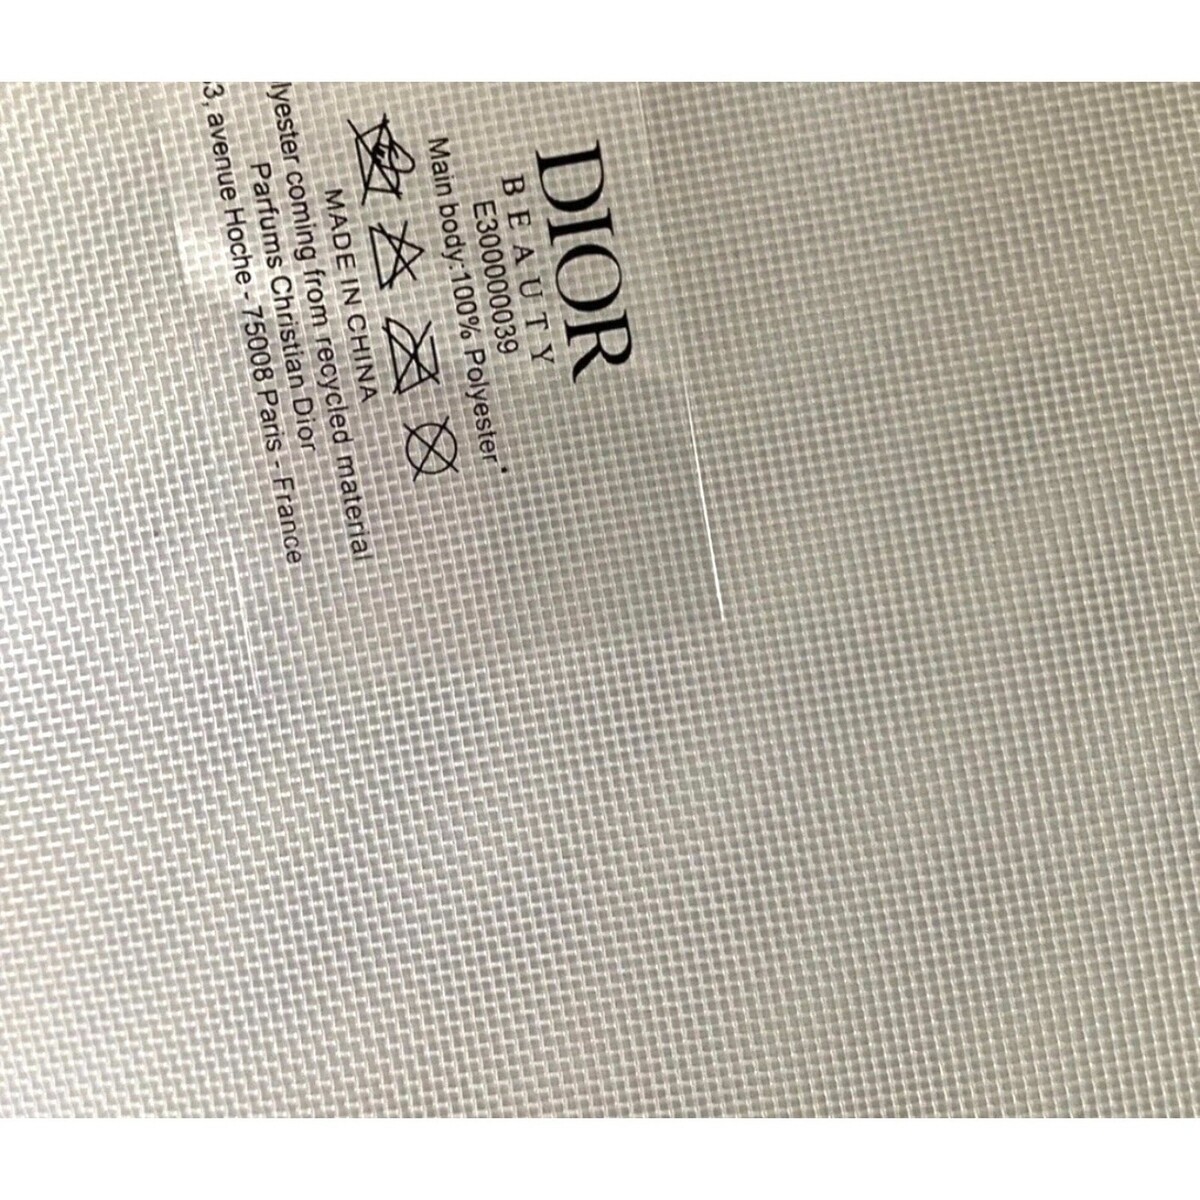 DIOR
BEAUTY
E300000039
Main body:100% Polyester*
MADE IN CHINA
lyester coming from recycled material
Parfums Christian Dior
3, avenue Hoche - 75008 Paris - France